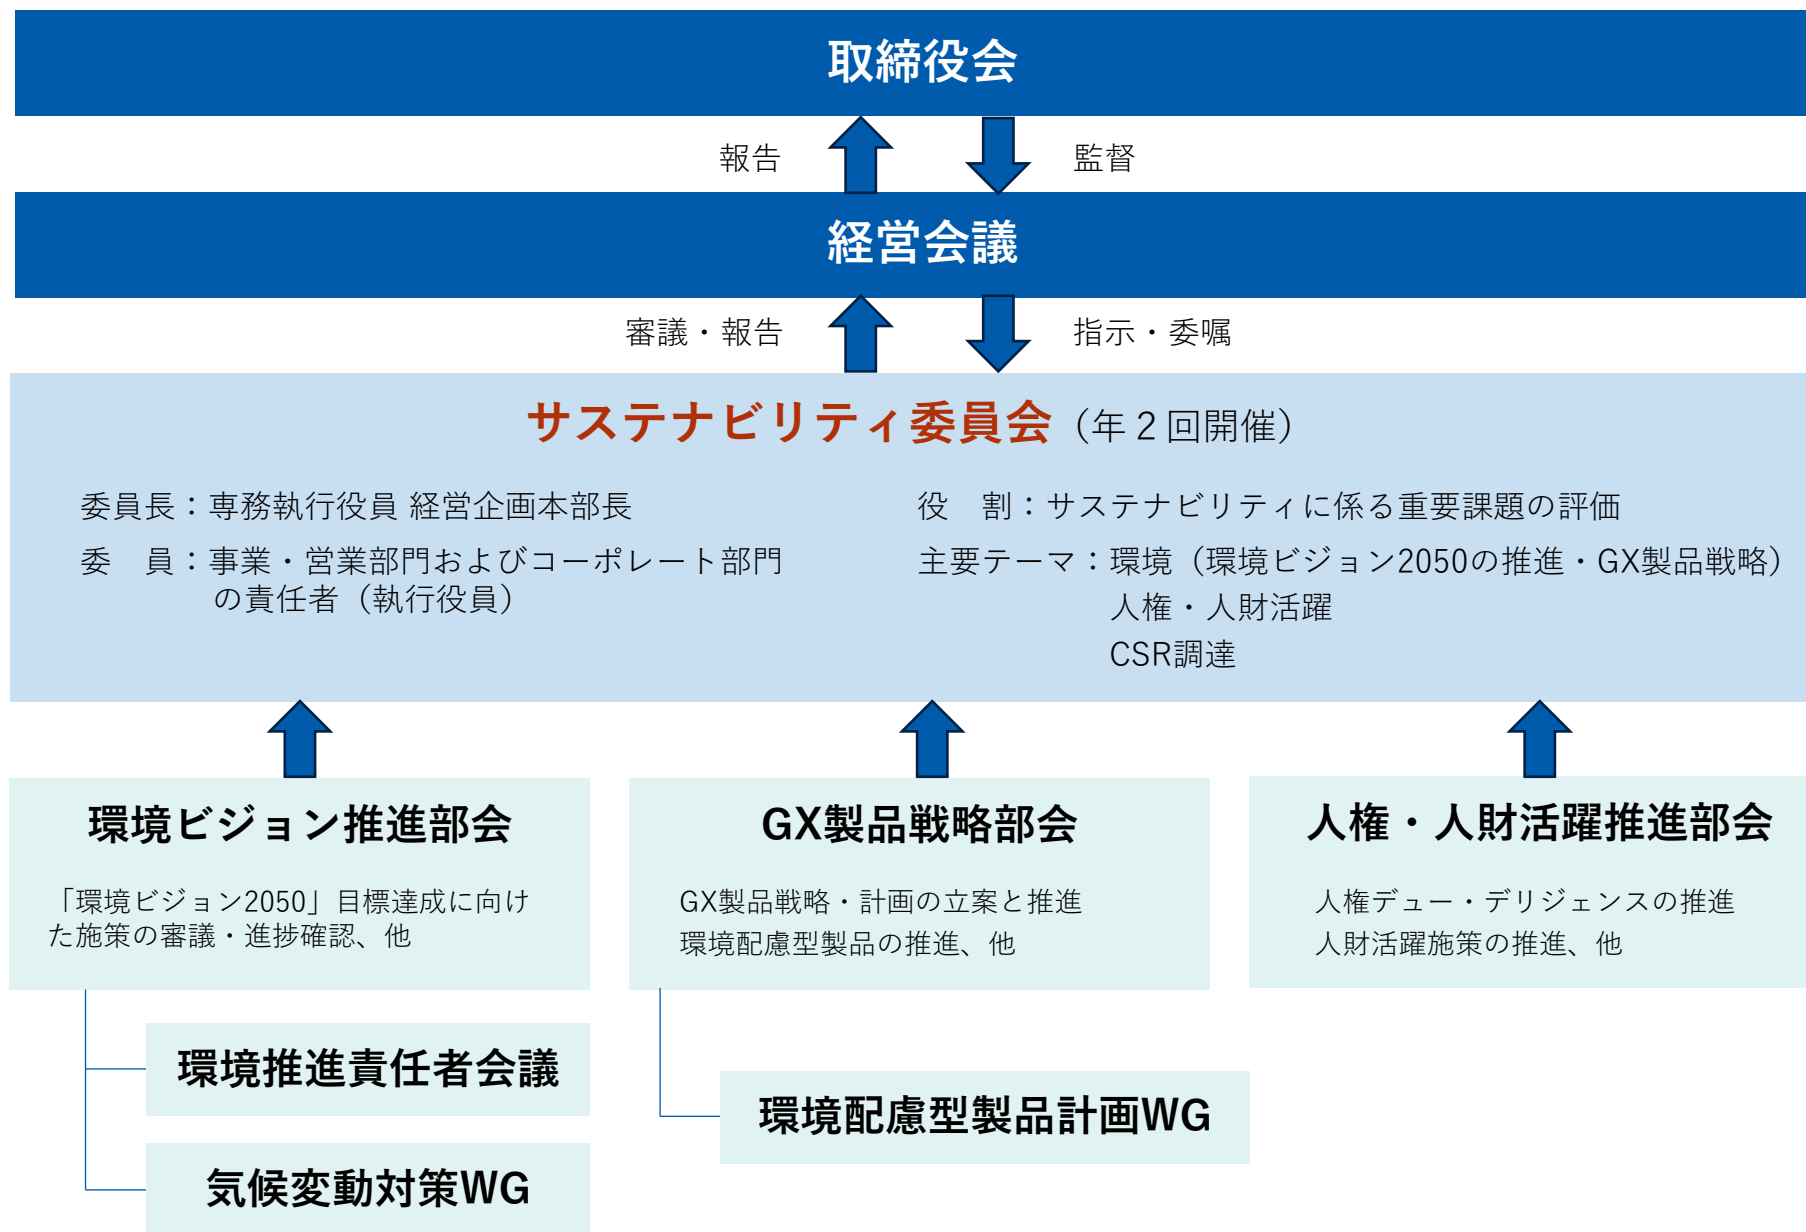 取締役会
報告
監督
経営会議
審議・報告
指示・委嘱
サステナビリティ委員会（年２回開催）
委員長：専務執行役員 経営企画本部長
委　員：事業・営業部門およびコーポレート部門
の責任者（執行役員）
役　割：サステナビリティに係る重要課題の評価
主要テーマ：環境（環境ビジョン2050の推進・GX製品戦略）
人権・人財活躍
CSR調達
環境ビジョン推進部会
「環境ビジョン2050」目標達成に向け
た施策の審議・進捗確認、他
GX製品戦略部会
GX製品戦略・計画の立案と推進
環境配慮型製品の推進、他
人権・人財活躍推進部会
人権デュー・デリジェンスの推進
人財活躍施策の推進、他
環境推進責任者会議
気候変動対策WG
環境配慮型製品計画WG